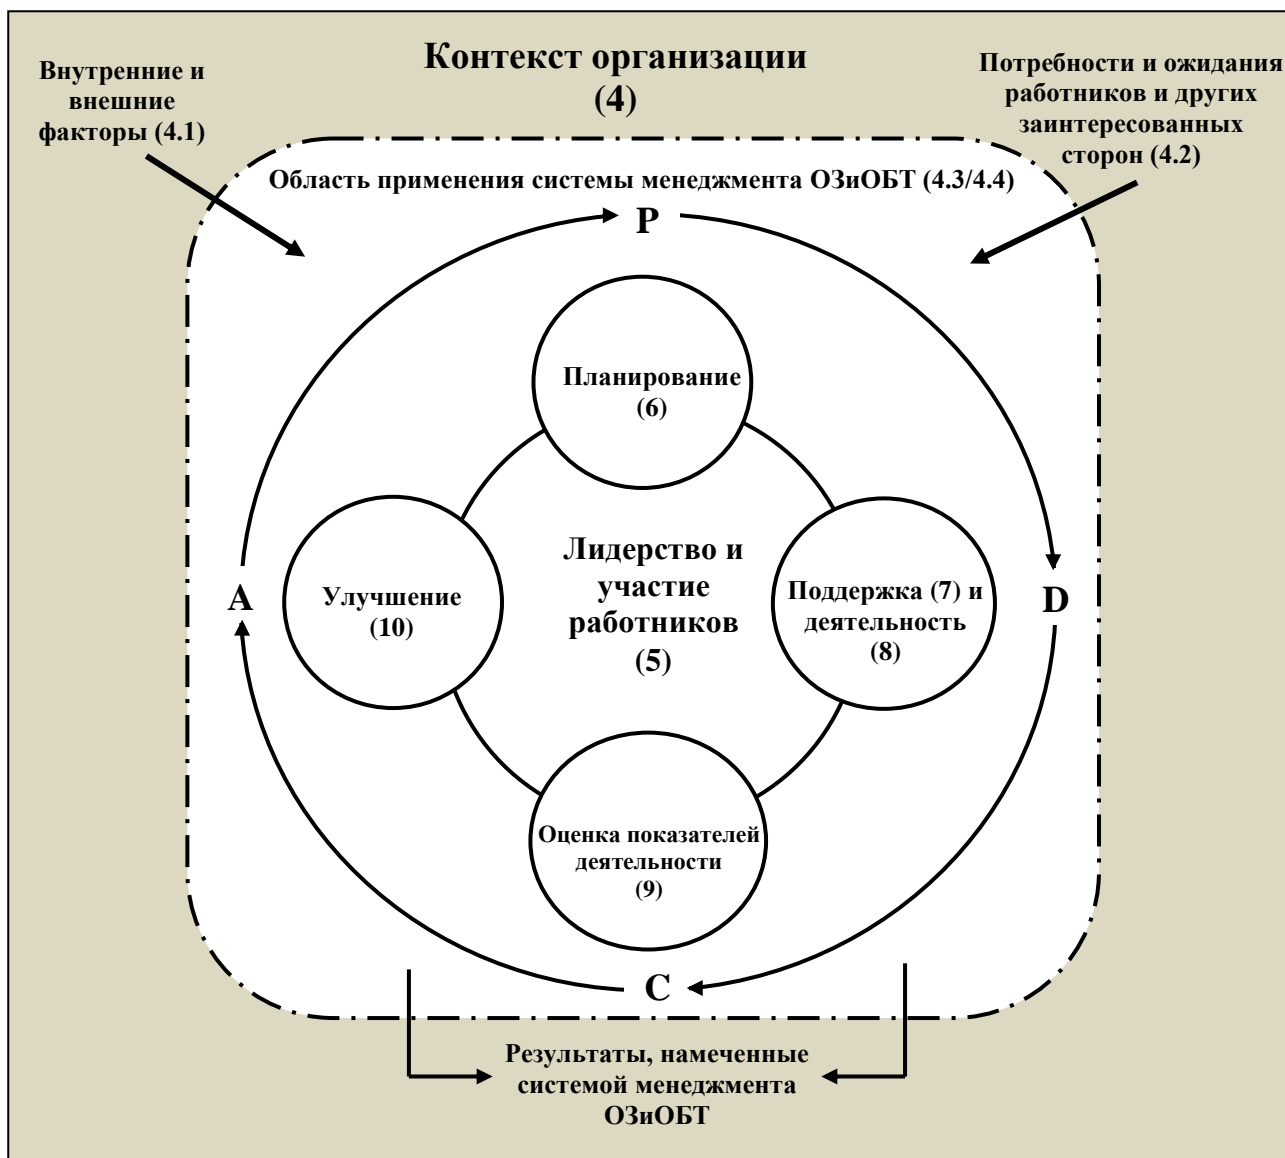 Контекст организации
(4)
Внутренние и
внешние
факторы (4.1)
Потребности и ожидания
работников и других
заинтересованных
сторон (4.2)
Область применения системы менеджмента ОЗиОБТ (4.3/4.4)
P
Планирование
(6)
A
Улучшение
(10)
Лидерство и
участие
работников
(5)
Поддержка (7) и
деятельность
(8)
D
Оценка показателей
деятельности
(9)
C
Результаты, намеченные
системой менеджмента
ОЗиОБТ